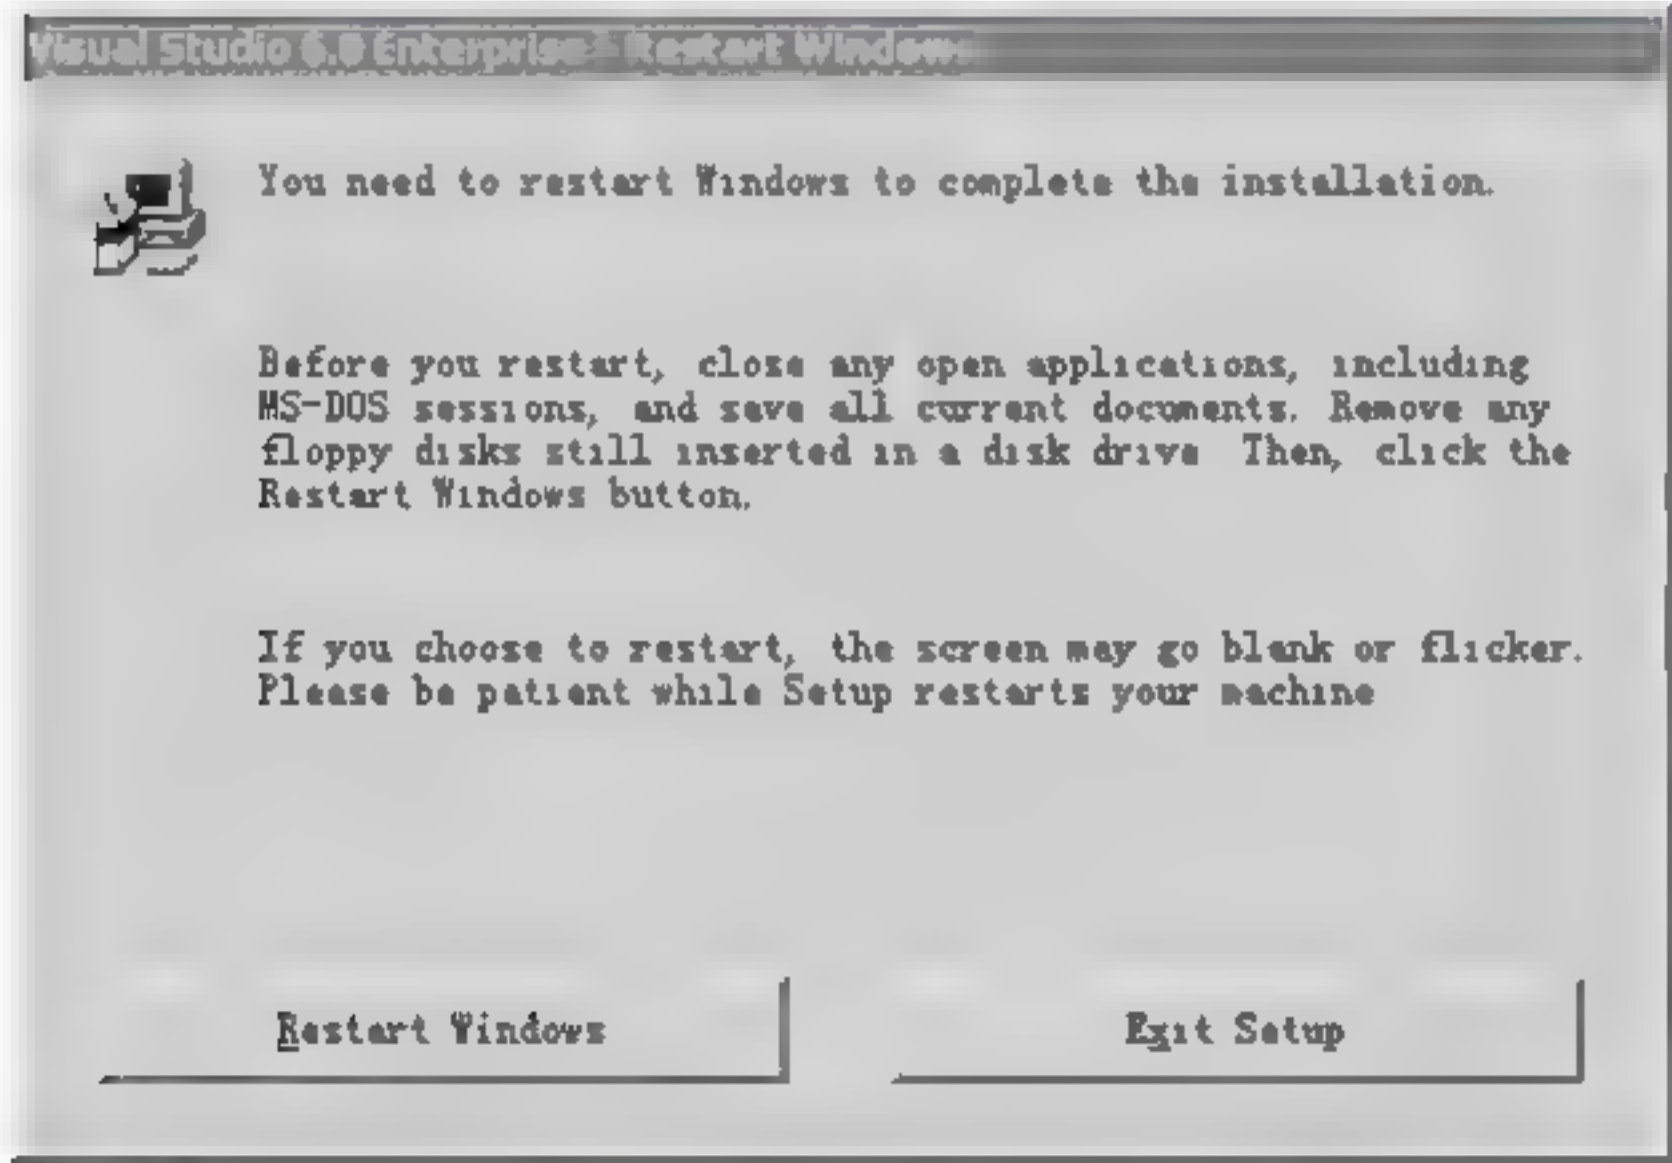 Visual Studio 6.0 Enterprise - Restart Windows
You need to restart Windows to complete the installation.
Before you restart, close any open applications, including
MS-DOS sessions, and save all current documents. Remove any
floppy disks still inserted in a disk drive. Then, click the
Restart Windows button.
If you choose to restart, the screen may go blank or flicker.
Please be patient while Setup restarts your machine
Restart Windows
Exit Setup